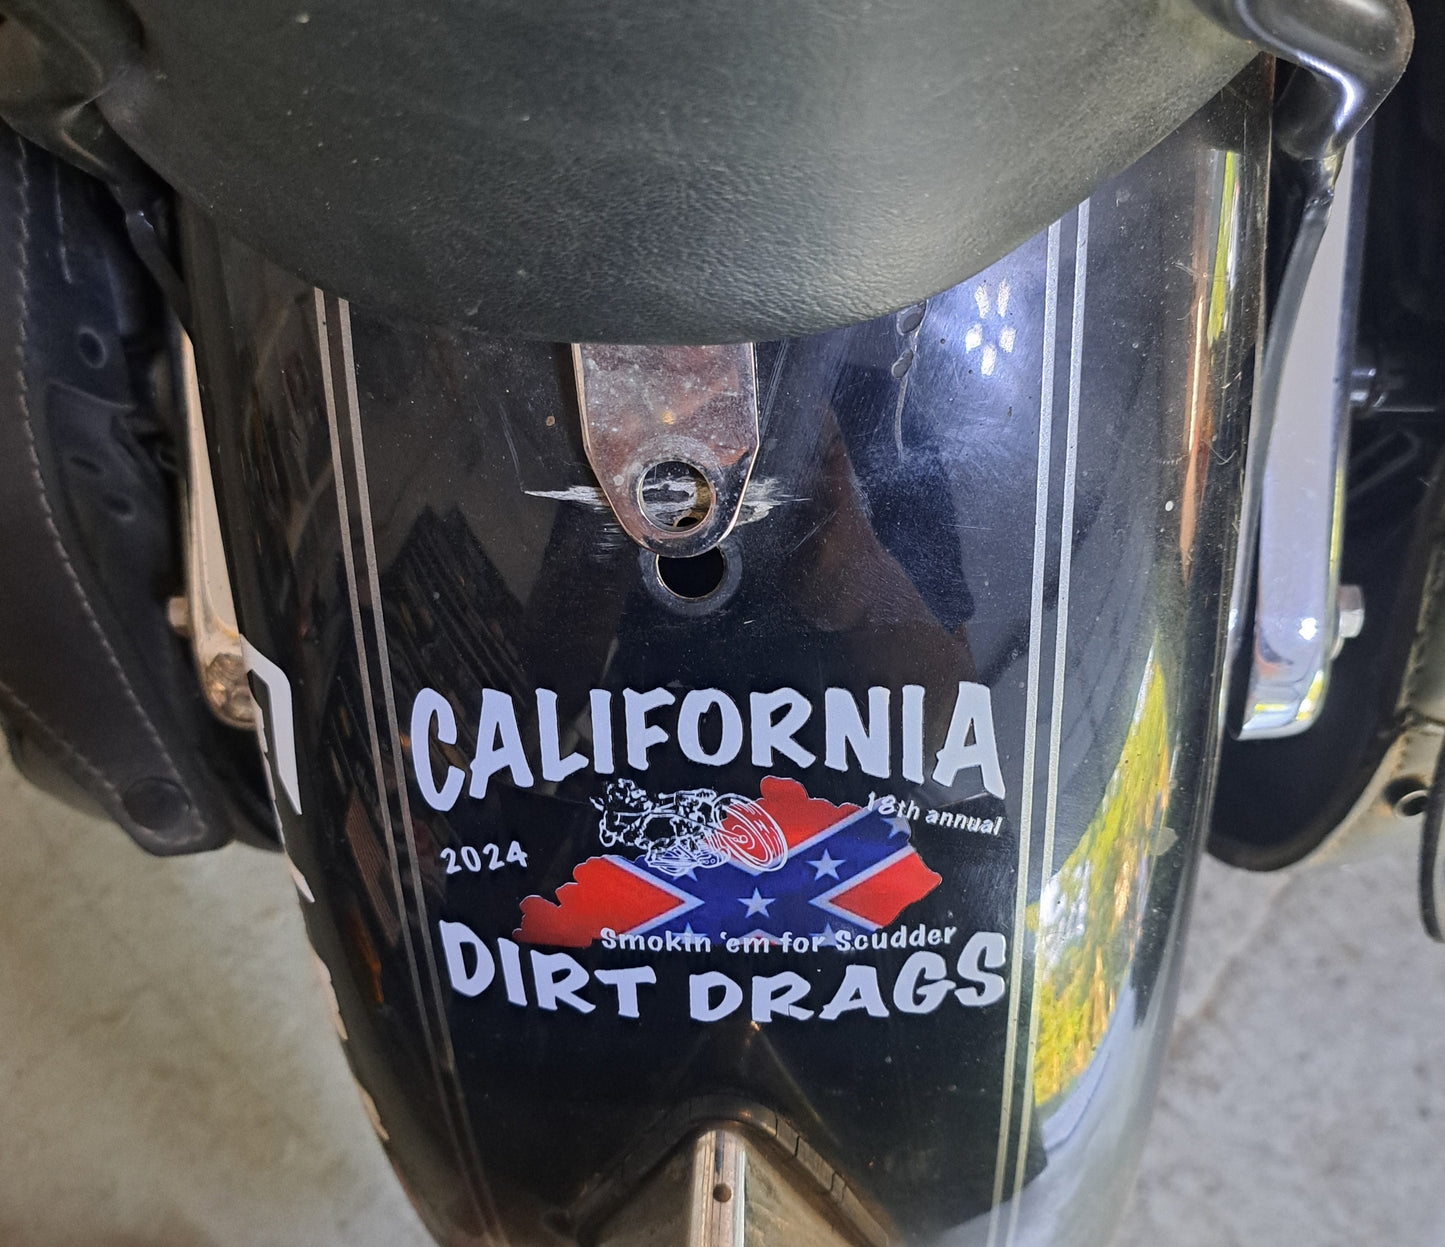 CALIFORNIA
18th annual
2024
Smokin 'em for Scudder
DIRT DRAGS